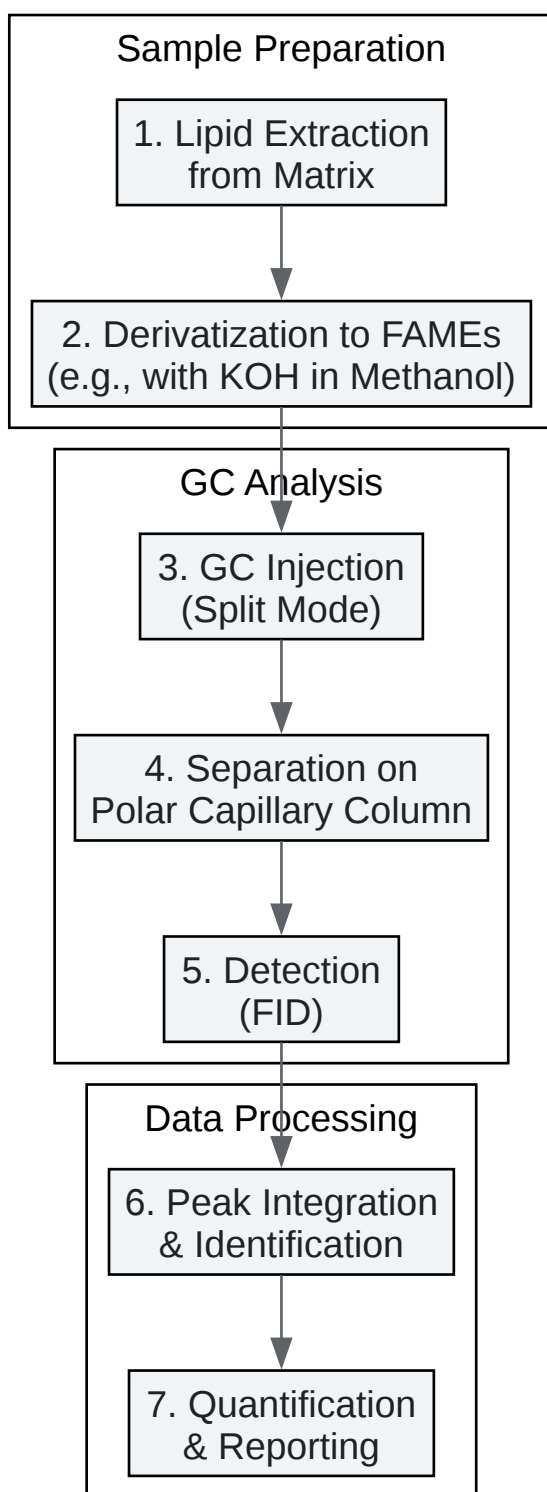 Sample Preparation
1. Lipid Extraction
from Matrix
2. Derivatization to FAMEs
(e.g., with KOH in Methanol)
GC Analysis
3. GC Injection
(Split Mode)
4. Separation on
Polar Capillary Column
5. Detection
(FID)
Data Processing
6. Peak Integration
& Identification
7. Quantification
& Reporting